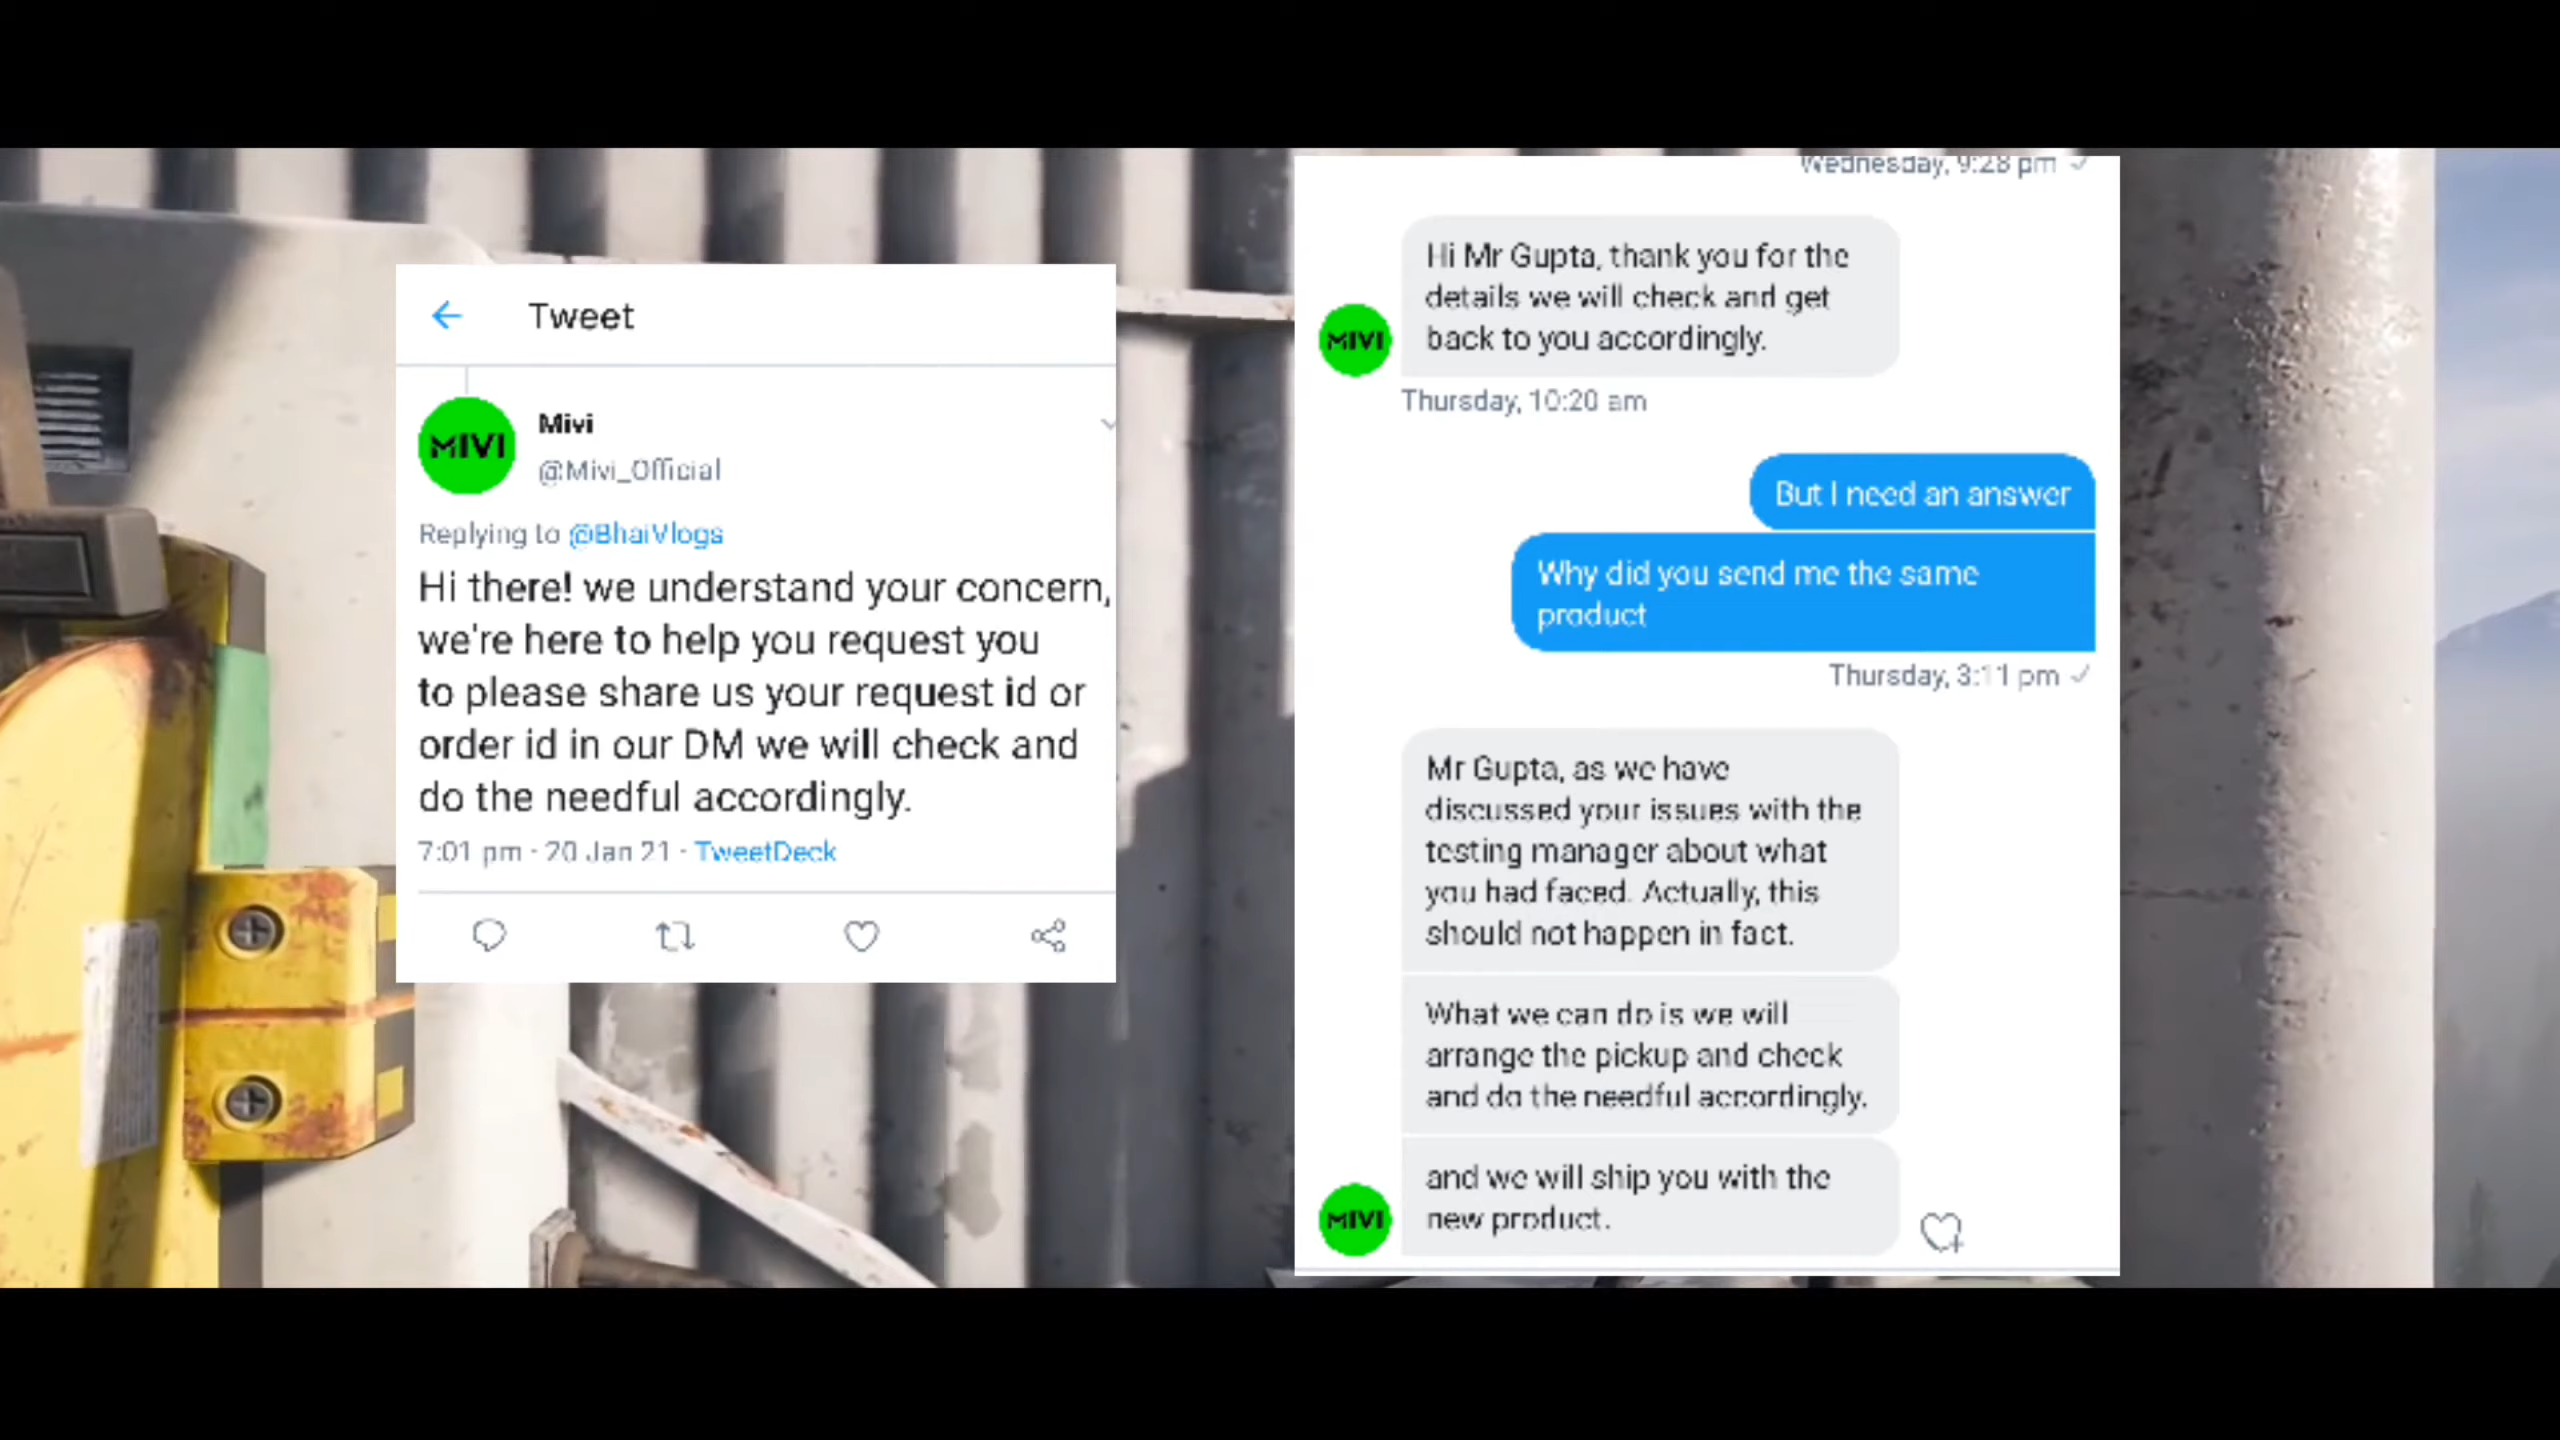 Tweet
MIVI
Mivi
@Mivi_Official
Replying to @BhaiVlogs
Hi there! we understand your concern,
we're here to help you request you
to please share us your request id or
order id in our DM we will check and
do the needful accordingly.
7:01 pm · 20 Jan 21 · TweetDeck
Wednesday, 9:28 pm
Hi Mr Gupta, thank you for the
details we will check and get
back to you accordingly.
MIVI
Thursday, 10:20 am
But I need an answer
Why did you send me the same
product
Thursday, 3:11 pm
Mr Gupta, as we have
discussed your issues with the
testing manager about what
you had faced. Actually, this
should not happen in fact.
What we can do is we will
arrange the pickup and check
and do the needful accordingly.
and we will ship you with the
new product.
MIVI